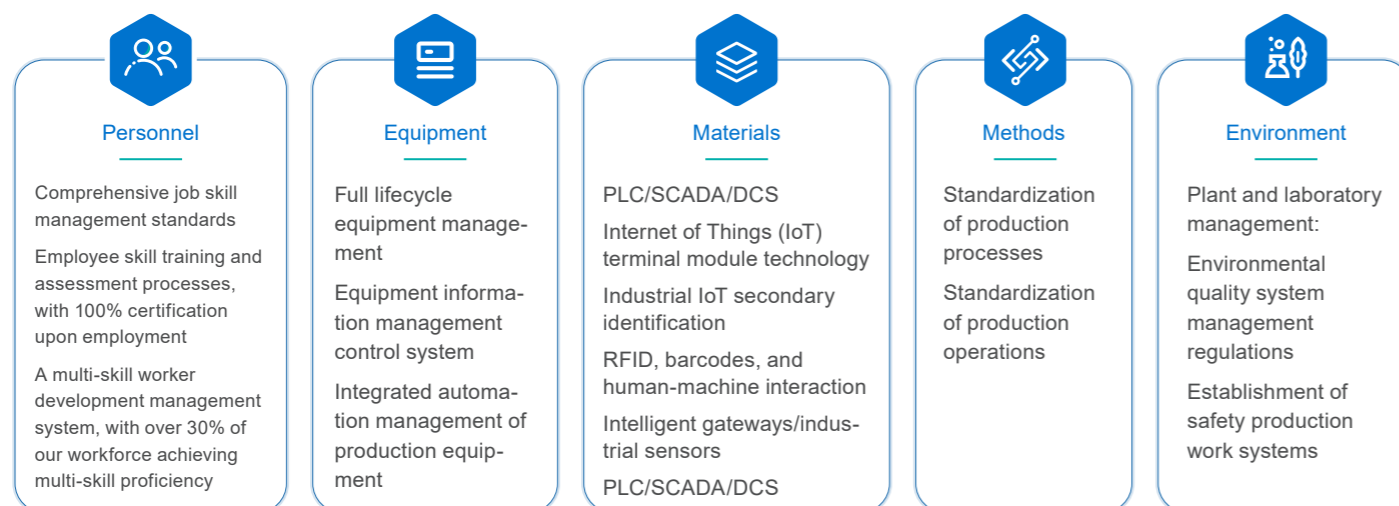 Personnel
Comprehensive job skill
management standards
Employee skill training and
assessment processes,
with 100% certification
upon employment
A multi-skill worker
development management
system, with over 30% of
our workforce achieving
multi-skill proficiency
Equipment
Full lifecycle
equipment manage-
ment
Equipment informa-
tion management
control system
Integrated automa-
tion management of
production equip-
ment
Materials
PLC/SCADA/DCS
Internet of Things (IoT)
terminal module technology
Industrial IoT secondary
identification
RFID, barcodes, and
human-machine interaction
Intelligent gateways/indus-
trial sensors
PLC/SCADA/DCS
Methods
Standardization
of production
processes
Standardization
of production
operations
Environment
Plant and laboratory
management:
Environmental
quality system
management
regulations
Establishment of
safety production
work systems